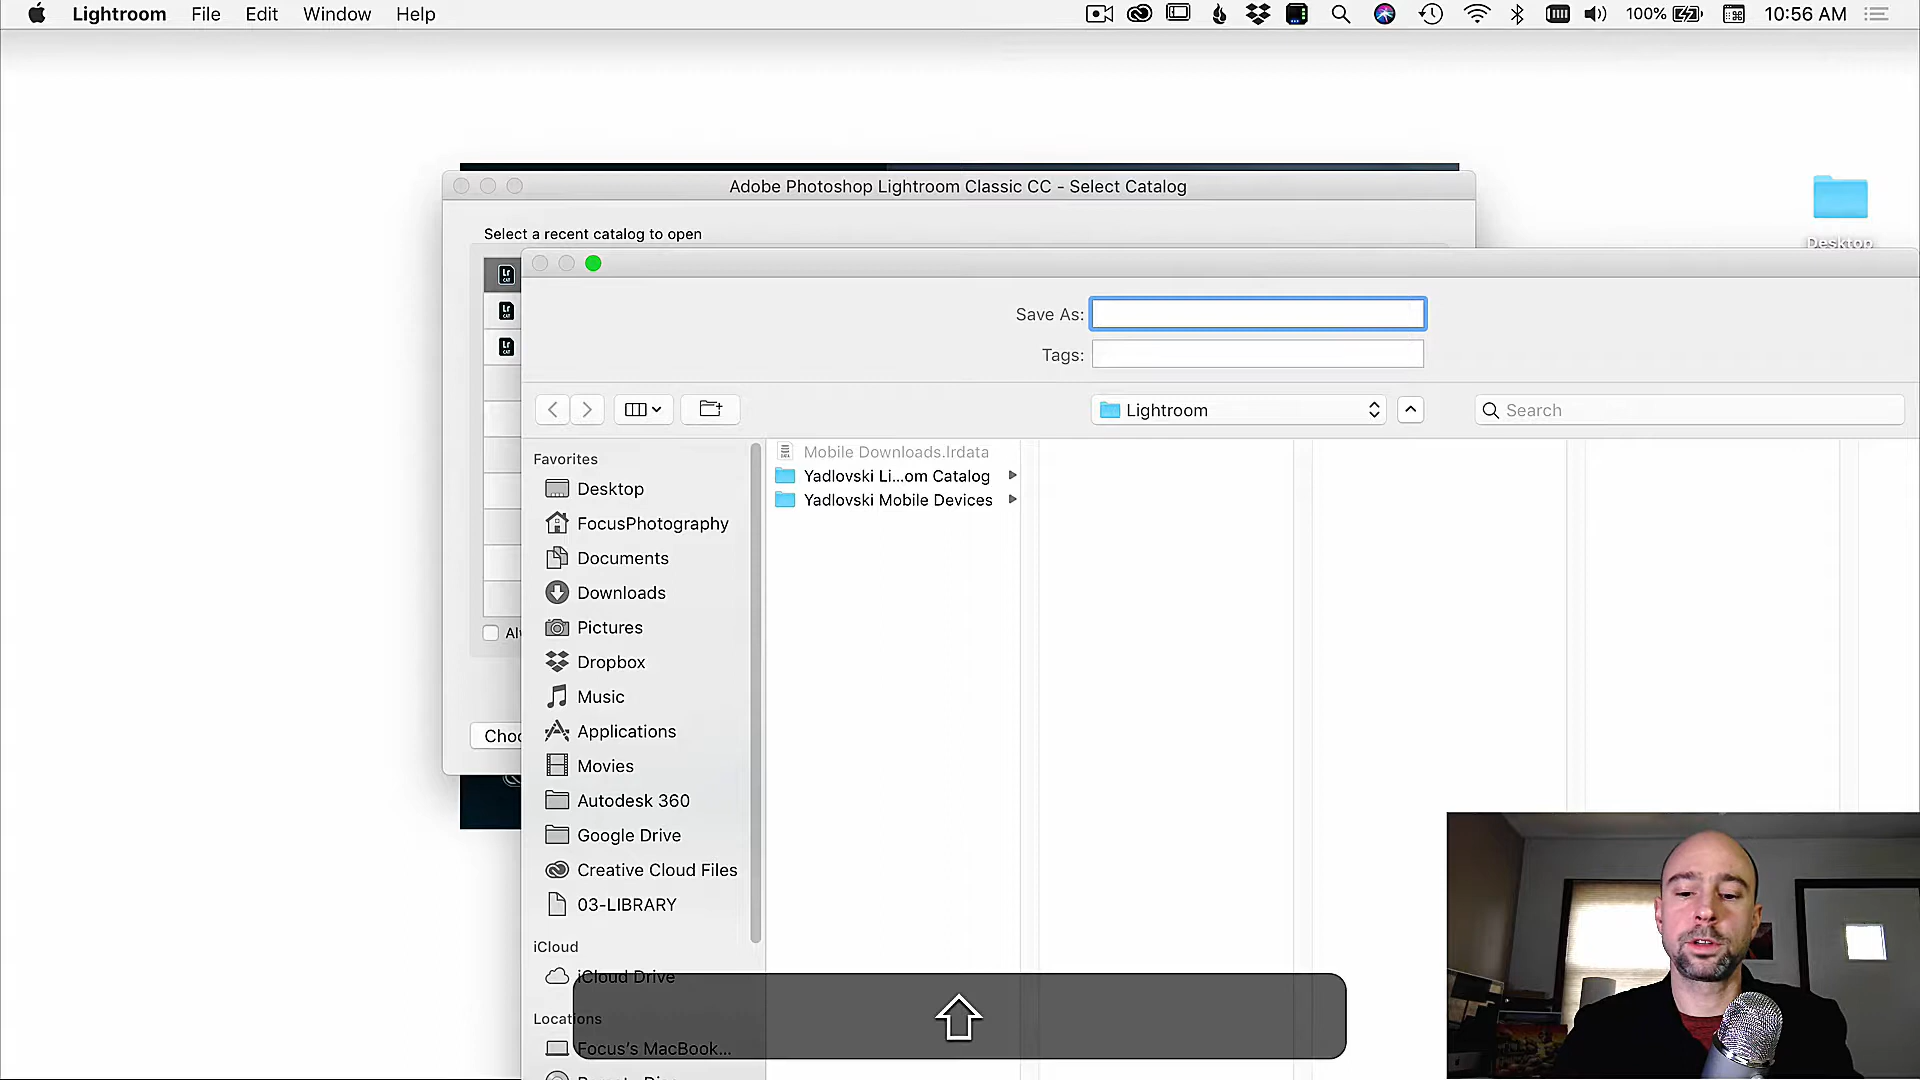 Lightroom File Edit Window Help 100% 10:56 AM
Adobe Photoshop Lightroom Classic CC - Select Catalog
Select a recent catalog to open
Desktop
Save As:
Tags:
Lightroom
Search
Favorites
Desktop
FocusPhotography
Documents
Downloads
Pictures
Dropbox
Music
Applications
Movies
Autodesk 360
Google Drive
Creative Cloud Files
03-LIBRARY
iCloud
iCloud Drive
Locations
Focus's MacBook...
Mobile Downloads.lrdata
Yadlovski Li...om Catalog
Yadlovski Mobile Devices